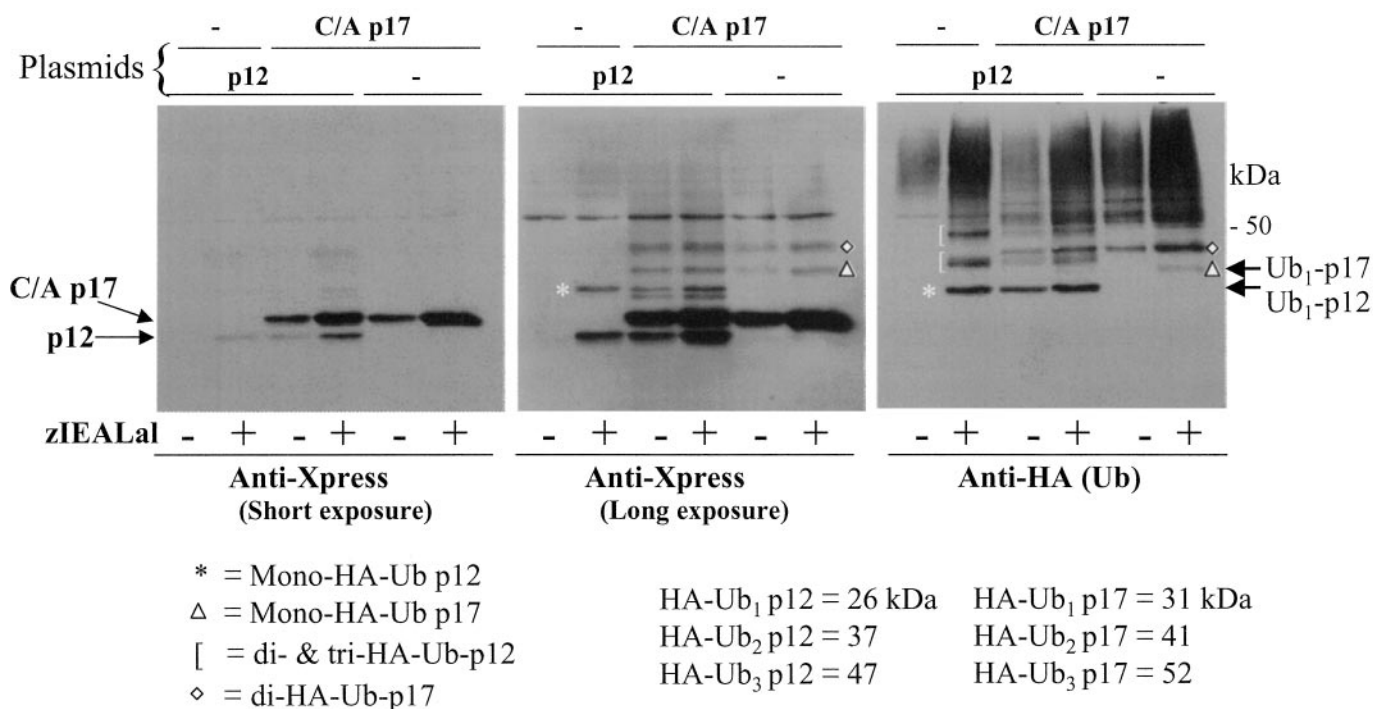 - C/A p17 - C/A p17 - C/A p17
Plasmids { p12 - p12 - p12 -
kDa
- 50
◇
C/A p17 △ Ub₁-p17
* * Ub₁-p12
p12
zIEALal - + - + - + - + - + - + - + - + - +
Anti-Xpress Anti-Xpress Anti-HA (Ub)
(Short exposure) (Long exposure)
* = Mono-HA-Ub p12
△ = Mono-HA-Ub p17
[ = di- & tri-HA-Ub-p12
◇ = di-HA-Ub-p17
HA-Ub₁ p12 = 26 kDa HA-Ub₁ p17 = 31 kDa
HA-Ub₂ p12 = 37 HA-Ub₂ p17 = 41
HA-Ub₃ p12 = 47 HA-Ub₃ p17 = 52